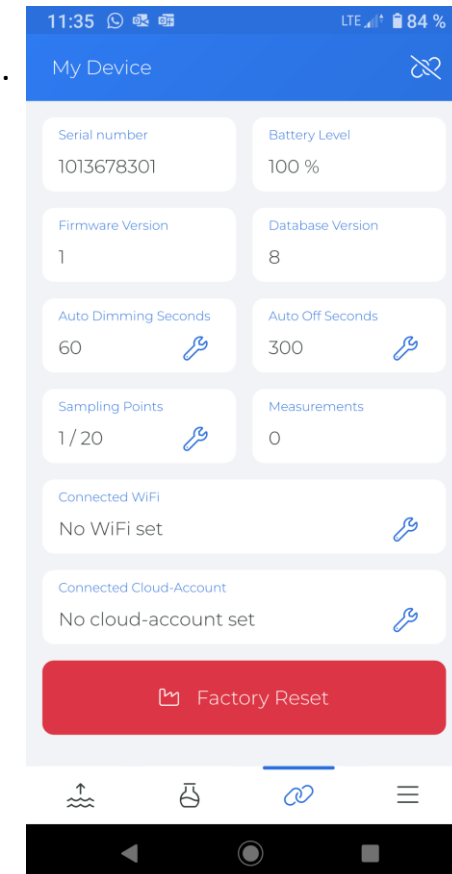 11:35 LTE 84 %
.
My Device
Serial number Battery Level
1013678301 100 %
Firmware Version Database Version
1 8
Auto Dimming Seconds Auto Off Seconds
60 300
Sampling Points Measurements
1 / 20 0
Connected WiFi
No WiFi set
Connected Cloud-Account
No cloud-account set
Factory Reset